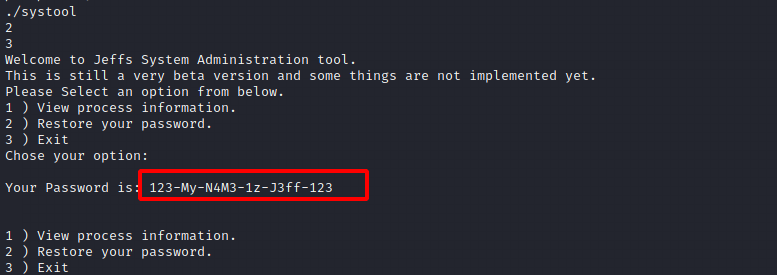 ./systool
2
3
Welcome to Jeffs System Administration tool.
This is still a very beta version and some things are not implemented yet.
Please Select an option from below.
1 ) View process information.
2 ) Restore your password.
3 ) Exit
Chose your option:
Your Password is: 123-My-N4M3-1z-J3ff-123
1 ) View process information.
2 ) Restore your password.
3 ) Exit